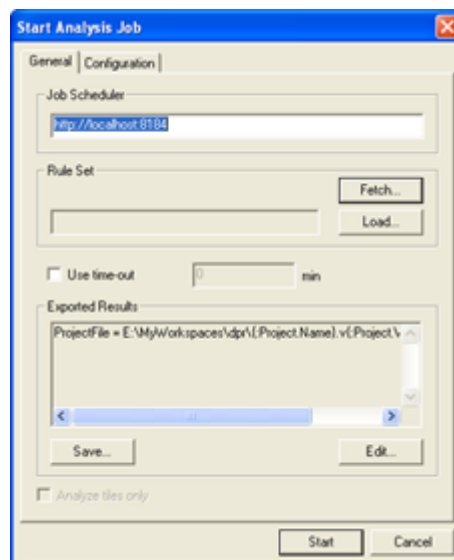 Start Analysis Job
General Configuration
Job Scheduler
http://localhost:8184
Rule Set
Fetch...
Load...
Use time-out 0 min
Exported Results
ProjectFile = E:\MyWorkspaces\dpr\{:Project.Name}.v{:Project.
Save... Edit...
Analyze tiles only
Start Cancel